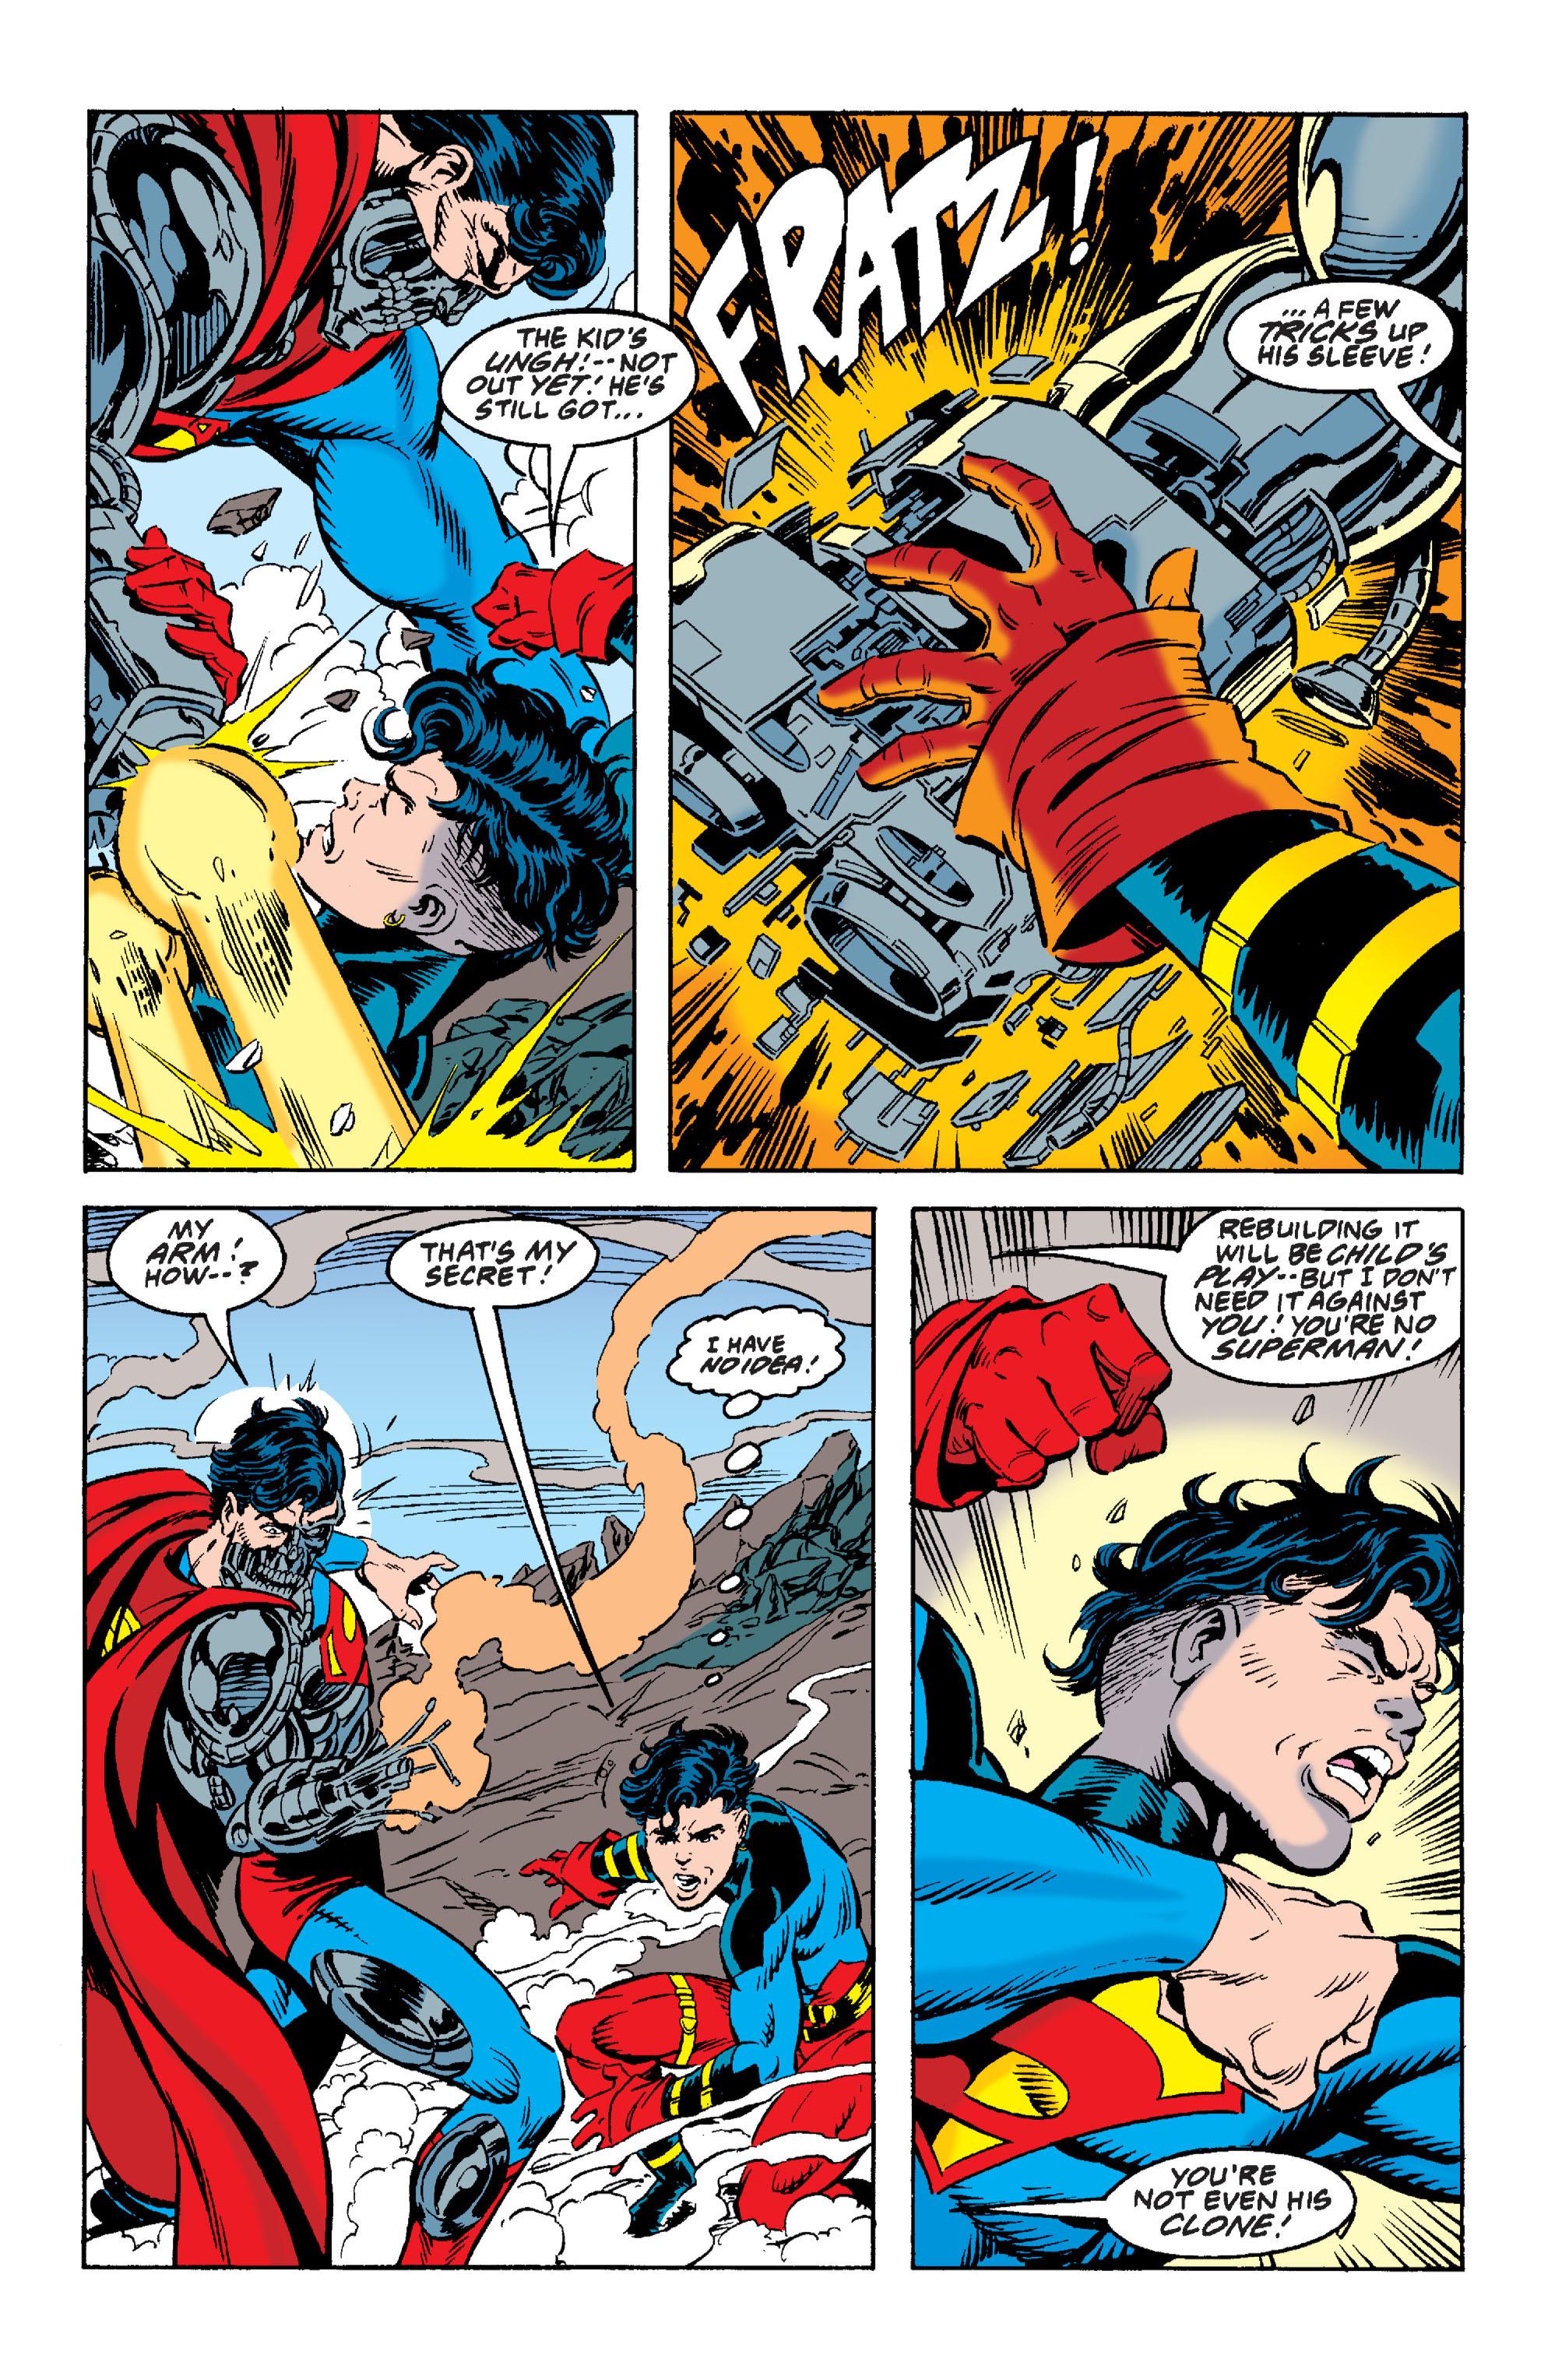 THE KID'S
UNGH!--NOT
OUT YET! HE'S
STILL GOT...
FRATZ!
...A FEW
TRICKS UP
HIS SLEEVE!
MY
ARM!
HOW--?
THAT'S MY
SECRET!
I HAVE
NO IDEA!
REBUILDING IT
WILL BE CHILD'S
PLAY--BUT I DON'T
NEED IT AGAINST
YOU! YOU'RE NO
SUPERMAN!
YOU'RE
NOT EVEN HIS
CLONE!